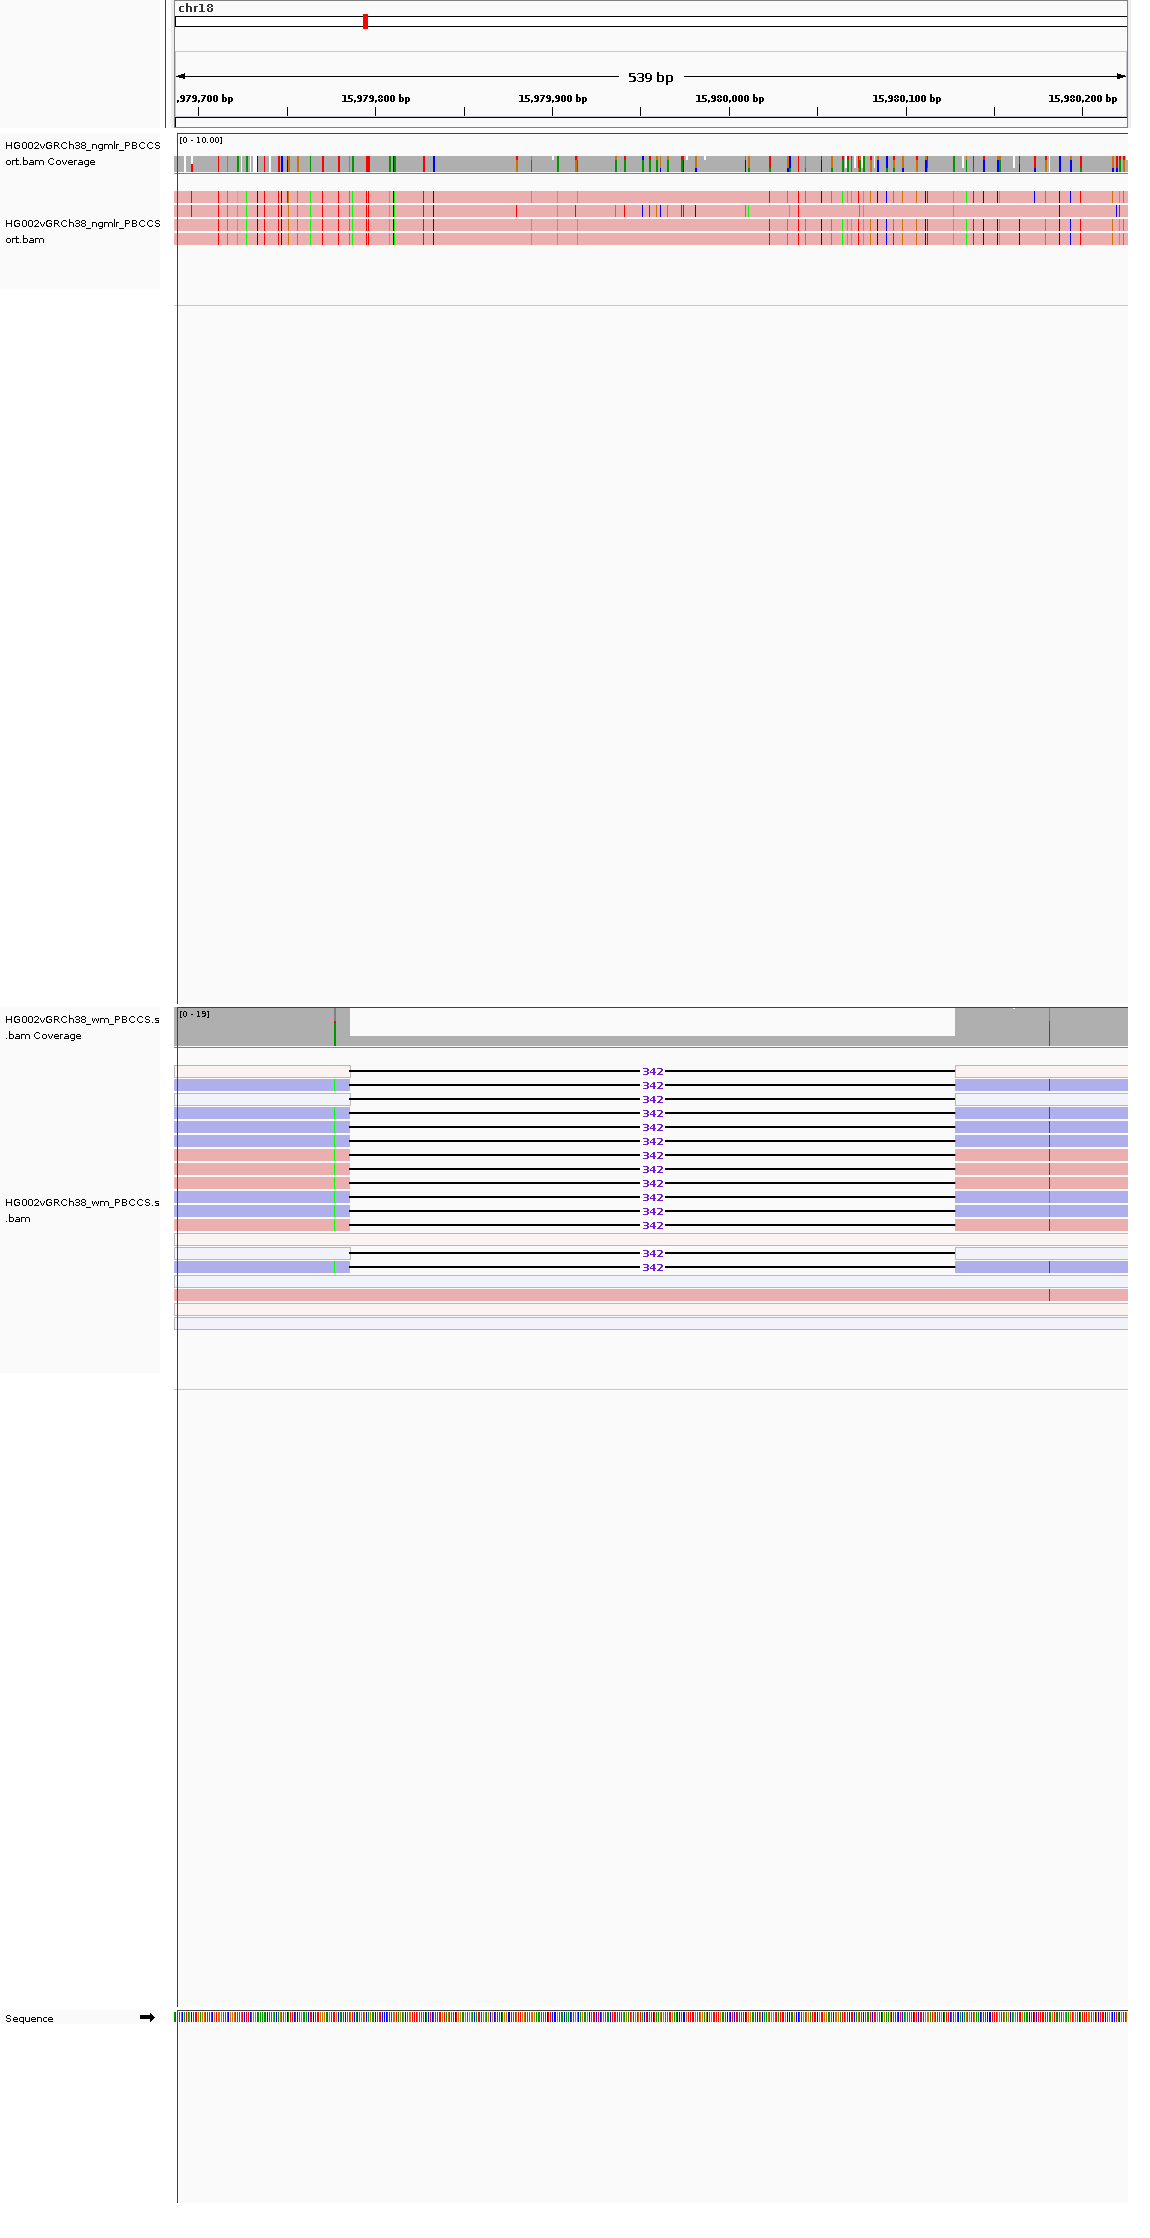 chr18
539 bp
,979,700 bp 15,979,800 bp 15,979,900 bp 15,980,000 bp 15,980,100 bp 15,980,200 bp
HG002vGRCh38_ngmlr_PBCCS
ort.bam Coverage
[0 - 10.00]
HG002vGRCh38_ngmlr_PBCCS
ort.bam
HG002vGRCh38_wm_PBCCS.s
.bam Coverage
[0 - 19]
342
342
342
342
342
342
342
342
342
342
342
342
HG002vGRCh38_wm_PBCCS.s
.bam
342
342
Sequence